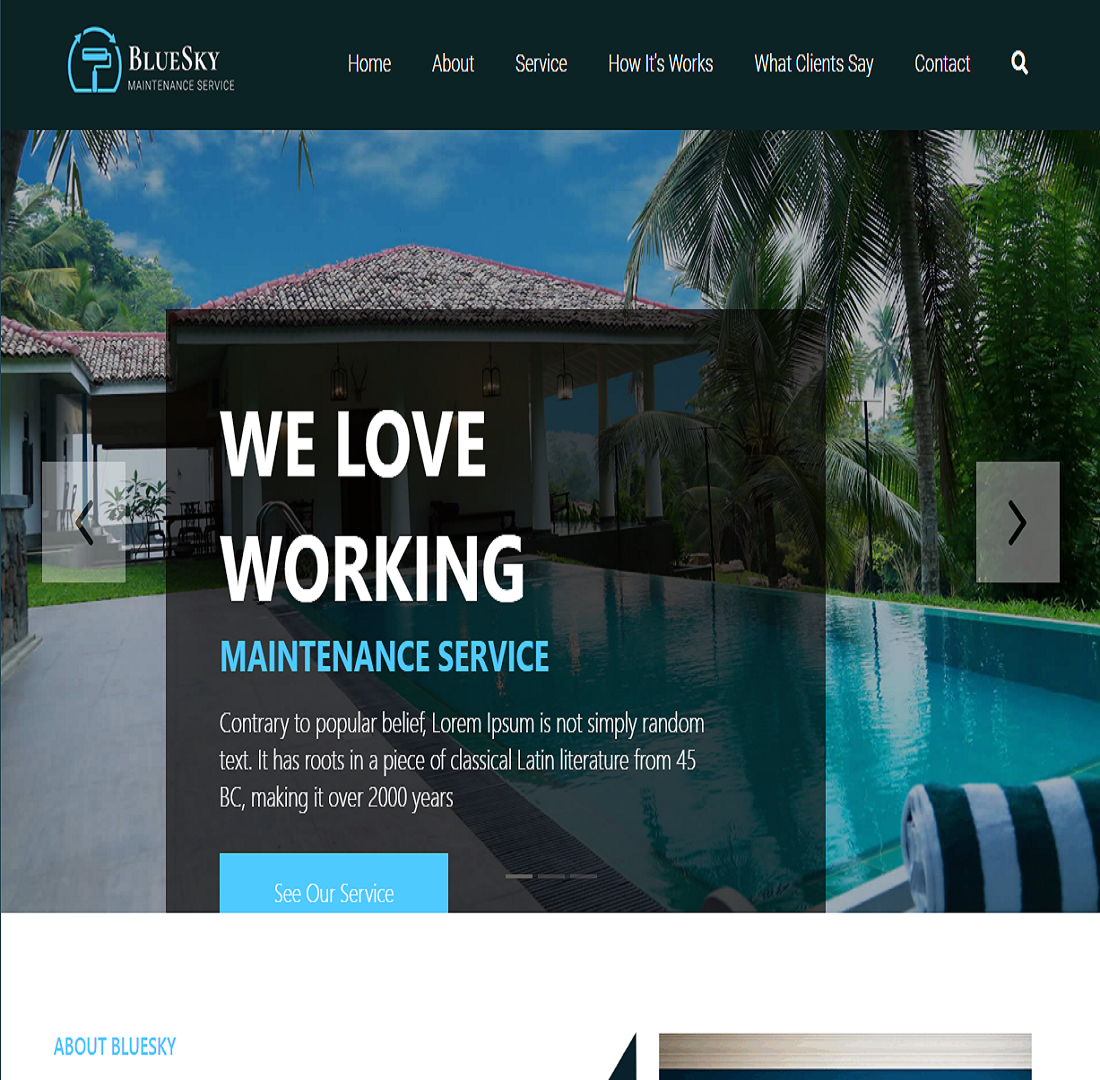 BLUESKY
MAINTENANCE SERVICE
Home About Service How It's Works What Clients Say Contact
WE LOVE
WORKING
MAINTENANCE SERVICE
Contrary to popular belief, Lorem Ipsum is not simply random
text. It has roots in a piece of classical Latin literature from 45
BC, making it over 2000 years
See Our Service
ABOUT BLUESKY